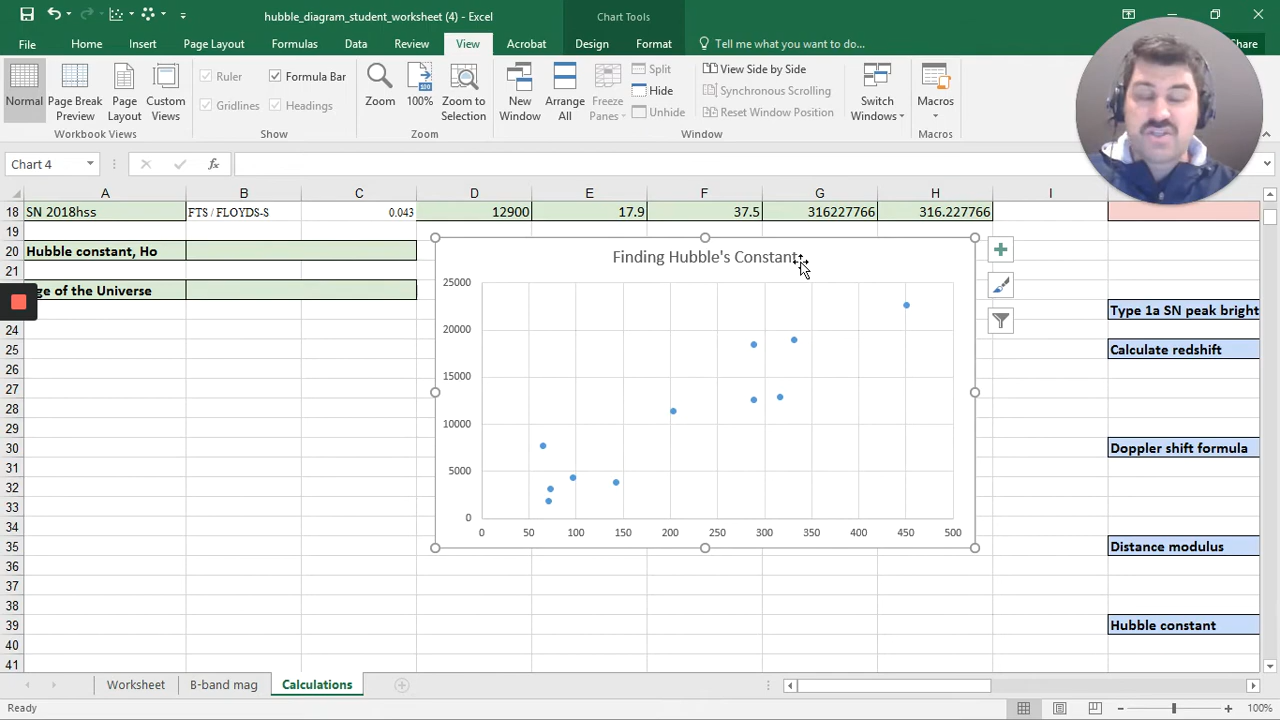 hubble_diagram_student_worksheet (4) - Excel
Chart Tools
File Home Insert Page Layout Formulas Data Review View Acrobat Design Format Tell me what you want to do... Share
Normal
Page Break Preview
Page Layout
Custom Views
Workbook Views
Ruler
Formula Bar
Gridlines
Headings
Show
Zoom
100%
Zoom to Selection
Zoom
New Window
Arrange All
Freeze Panes
Split
Hide
Unhide
View Side by Side
Synchronous Scrolling
Reset Window Position
Window
Switch Windows
Macros
Macros
Chart 4
fx
A B C D E F G H I
18 SN 2018hss FTS / FLOYDS-S 0.043 12900 17.9 37.5 316227766 316.227766
19
20 Hubble constant, Ho
21
ge of the Universe
24
25
26
27
28
29
30
31
32
33
34
35
36
37
38
39
40
41
Finding Hubble's Constant
25000
20000
15000
10000
5000
0
0 50 100 150 200 250 300 350 400 450 500
Type 1a SN peak bright
Calculate redshift
Doppler shift formula
Distance modulus
Hubble constant
Worksheet B-band mag Calculations
Ready
100%